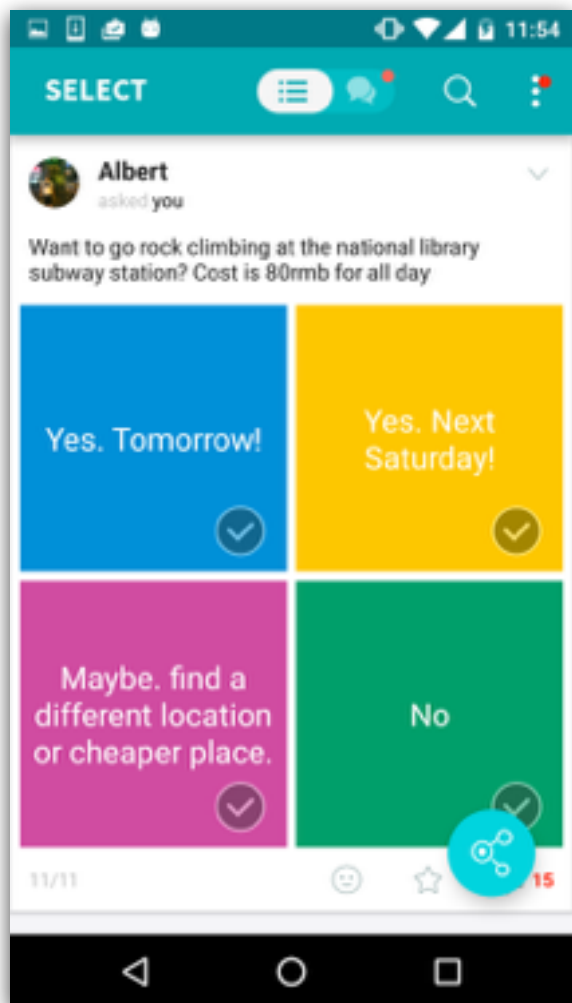 11:54
SELECT
Albert
asked you
Want to go rock climbing at the national library
subway station? Cost is 80rmb for all day
Yes. Tomorrow!
Yes. Next
Saturday!
Maybe. find a
different location
or cheaper place.
No
11/11
15